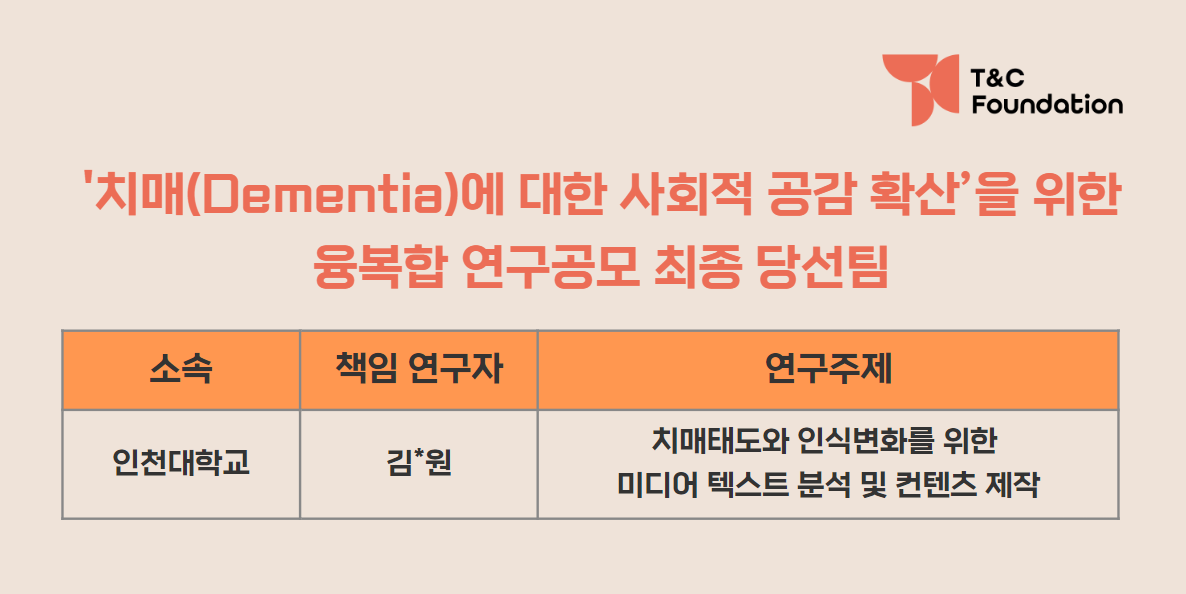 T&C
Foundation
'치매(Dementia)에 대한 사회적 공감 확산’을 위한
융복합 연구공모 최종 당선팀
소속
책임 연구자
연구주제
인천대학교
김*원
치매태도와 인식변화를 위한
미디어 텍스트 분석 및 컨텐츠 제작